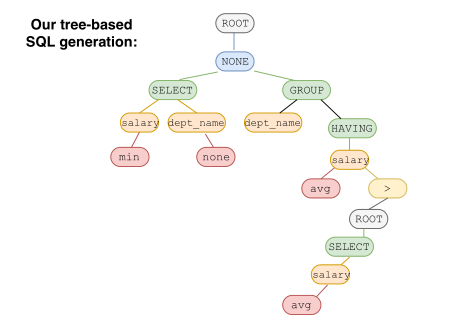 Our tree-based
SQL generation:
ROOT
NONE
SELECT
GROUP
salary
dept_name
dept_name
HAVING
min
none
salary
avg
>
ROOT
SELECT
salary
avg